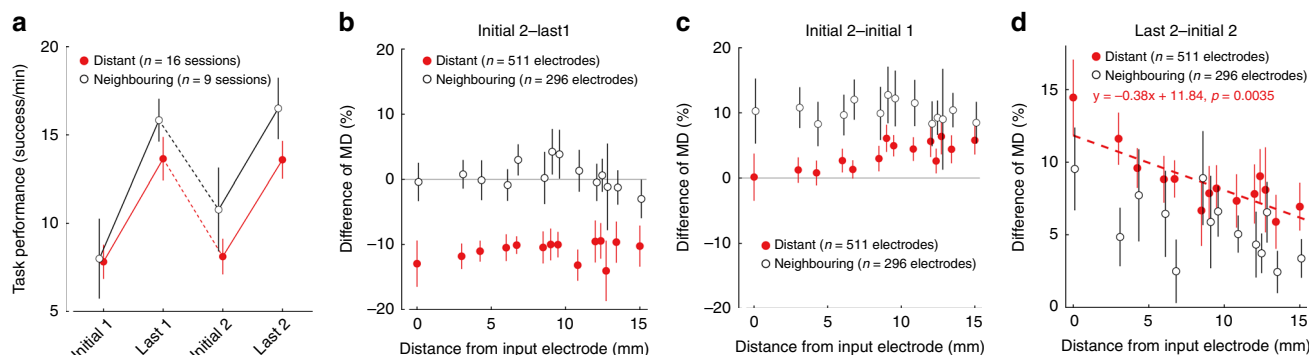 a
Task performance (success/min)
20
15
10
5
Distant (n = 16 sessions)
Neighbouring (n = 9 sessions)
Initial 1
Last 1
Initial 2
Last 2
b
Initial 2–last1
Difference of MD (%)
20
10
0
−10
−20
Neighbouring (n = 296 electrodes)
Distant (n = 511 electrodes)
0
5
10
15
Distance from input electrode (mm)
c
Initial 2–initial 1
Difference of MD (%)
20
10
0
−10
−20
Distant (n = 511 electrodes)
Neighbouring (n = 296 electrodes)
0
5
10
15
Distance from input electrode (mm)
d
Last 2–initial 2
Difference of MD (%)
15
10
5
0
Distant (n = 511 electrodes)
Neighbouring (n = 296 electrodes)
y = −0.38x + 11.84, p = 0.0035
0
5
10
15
Distance from input electrode (mm)